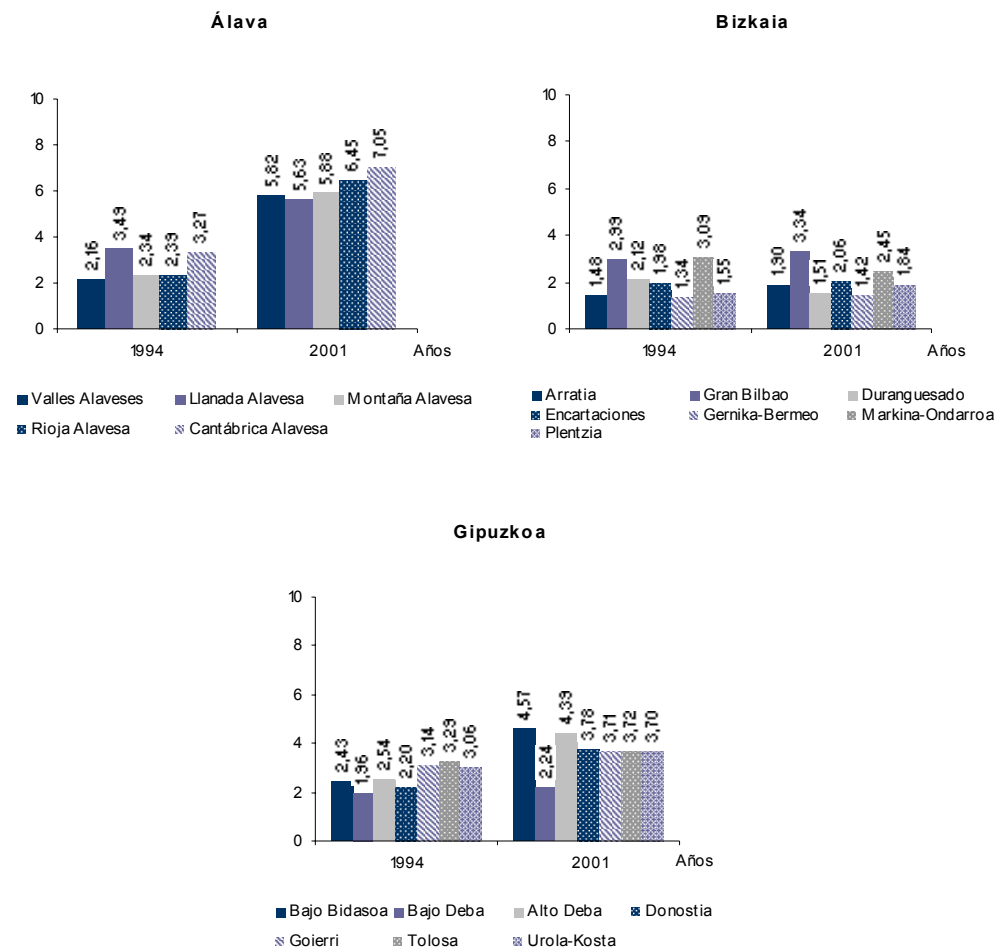 Álava
10
8
6
4
2
0
2,16
3,49
2,34
2,39
3,27
5,82
5,63
5,88
6,45
7,05
1994
2001
Años
Valles Alaveses
Llanada Alavesa
Montaña Alavesa
Rioja Alavesa
Cantábrica Alavesa
Bizkaia
10
8
6
4
2
0
1,48
2,99
2,12
1,98
1,34
3,09
1,55
1,90
3,34
1,51
2,06
1,42
2,45
1,84
1994
2001
Años
Arratia
Gran Bilbao
Duranguesado
Encartaciones
Gernika-Bermeo
Markina-Ondarroa
Plentzia
Gipuzkoa
10
8
6
4
2
0
2,43
1,96
2,54
2,20
3,14
3,29
3,06
4,57
2,24
4,39
3,78
3,71
3,72
3,70
1994
2001
Años
Bajo Bidasoa
Bajo Deba
Alto Deba
Donostia
Goierri
Tolosa
Urola-Kosta